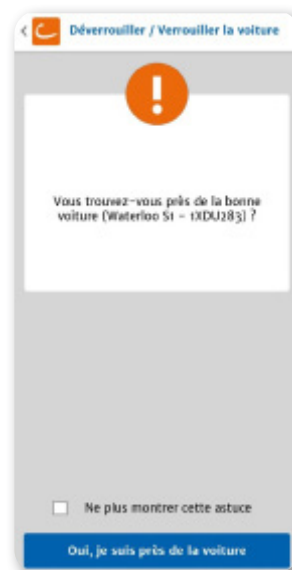 Déverrouiller / Verrouiller la voiture
Vous trouvez-vous près de la bonne
voiture (Waterloo S1 - 1XDU283) ?
Ne plus montrer cette astuce
Oui, je suis près de la voiture